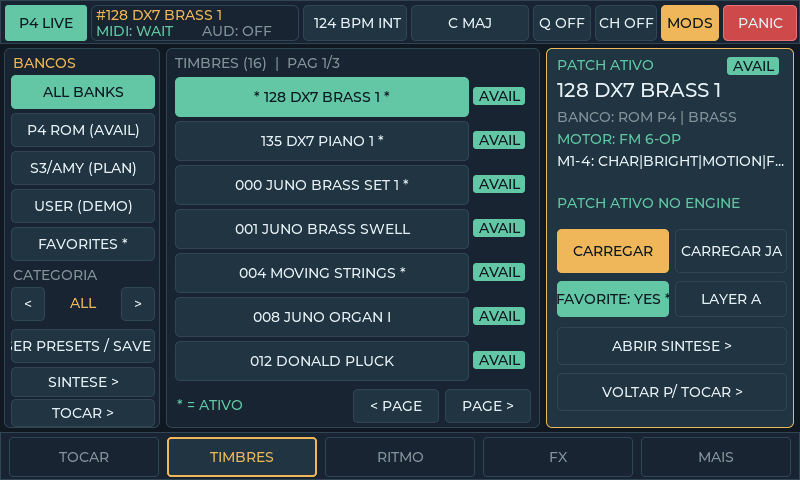 P4 LIVE
#128 DX7 BRASS 1
MIDI: WAIT AUD: OFF
124 BPM INT
C MAJ
Q OFF
CH OFF
MODS
PANIC
BANCOS
ALL BANKS
P4 ROM (AVAIL)
S3/AMY (PLAN)
USER (DEMO)
FAVORITES *
CATEGORIA
< ALL >
SER PRESETS / SAVE
SINTESE >
TOCAR >
TIMBRES (16) | PAG 1/3
* 128 DX7 BRASS 1 * AVAIL
135 DX7 PIANO 1 * AVAIL
000 JUNO BRASS SET 1 * AVAIL
001 JUNO BRASS SWELL AVAIL
004 MOVING STRINGS * AVAIL
008 JUNO ORGAN I AVAIL
012 DONALD PLUCK AVAIL
* = ATIVO
< PAGE
PAGE >
PATCH ATIVO AVAIL
128 DX7 BRASS 1
BANCO: ROM P4 | BRASS
MOTOR: FM 6-OP
M1-4: CHAR|BRIGHT|MOTION|F...
PATCH ATIVO NO ENGINE
CARREGAR
CARREGAR JA
FAVORITE: YES *
LAYER A
ABRIR SINTESE >
VOLTAR P/ TOCAR >
TOCAR
TIMBRES
RITMO
FX
MAIS